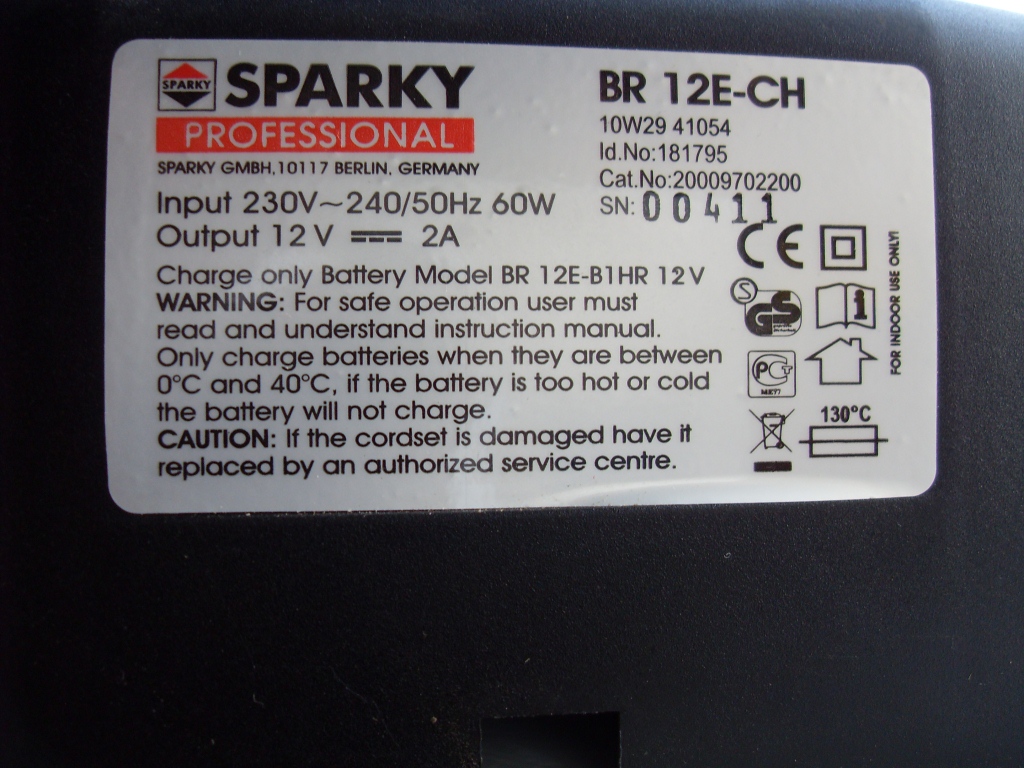 SPARKY
SPARKY
PROFESSIONAL
SPARKY GMBH,10117 BERLIN, GERMANY
Input 230V~240/50Hz 60W
Output 12 V ⎓ 2A
Charge only Battery Model BR 12E-B1HR 12 V
WARNING: For safe operation user must
read and understand instruction manual.
Only charge batteries when they are between
0°C and 40°C, if the battery is too hot or cold
the battery will not charge.
CAUTION: If the cordset is damaged have it
replaced by an authorized service centre.
BR 12E-CH
10W29 41054
Id.No:181795
Cat.No:20009702200
SN: 00411
CE
S
GS
i
PCT
ME77
130°C
FOR INDOOR USE ONLY!